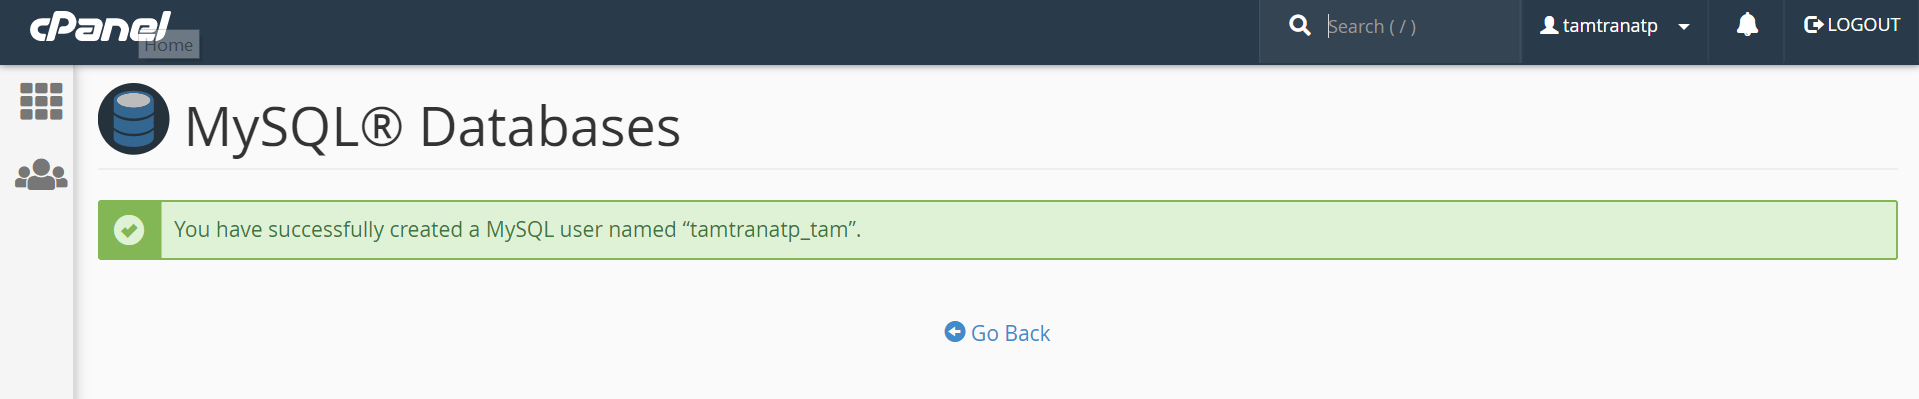 cPanel
Home
Search ( / )
tamtranatp
LOGOUT
MySQL® Databases
You have successfully created a MySQL user named “tamtranatp_tam”.
Go Back